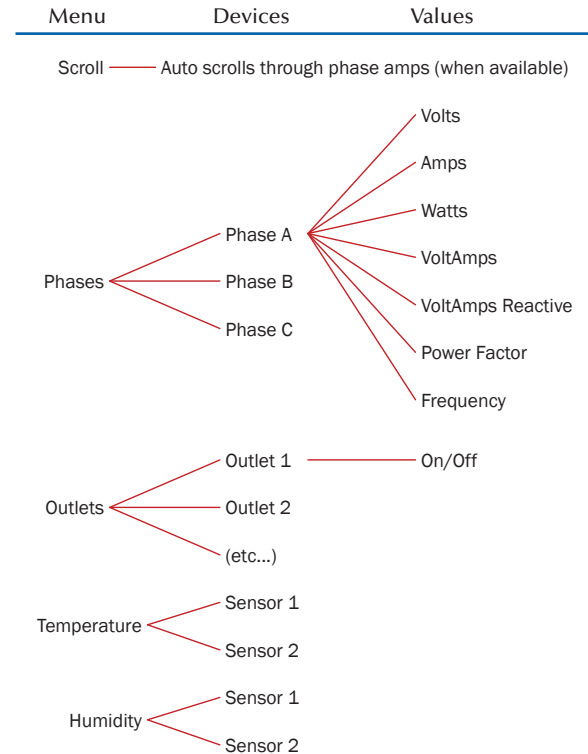 Menu Devices Values
Scroll Auto scrolls through phase amps (when available)
Volts
Amps
Watts
Phase A
VoltAmps
Phases Phase B
VoltAmps Reactive
Phase C
Power Factor
Frequency
Outlet 1 On/Off
Outlets Outlet 2
(etc...)
Sensor 1
Temperature
Sensor 2
Sensor 1
Humidity
Sensor 2